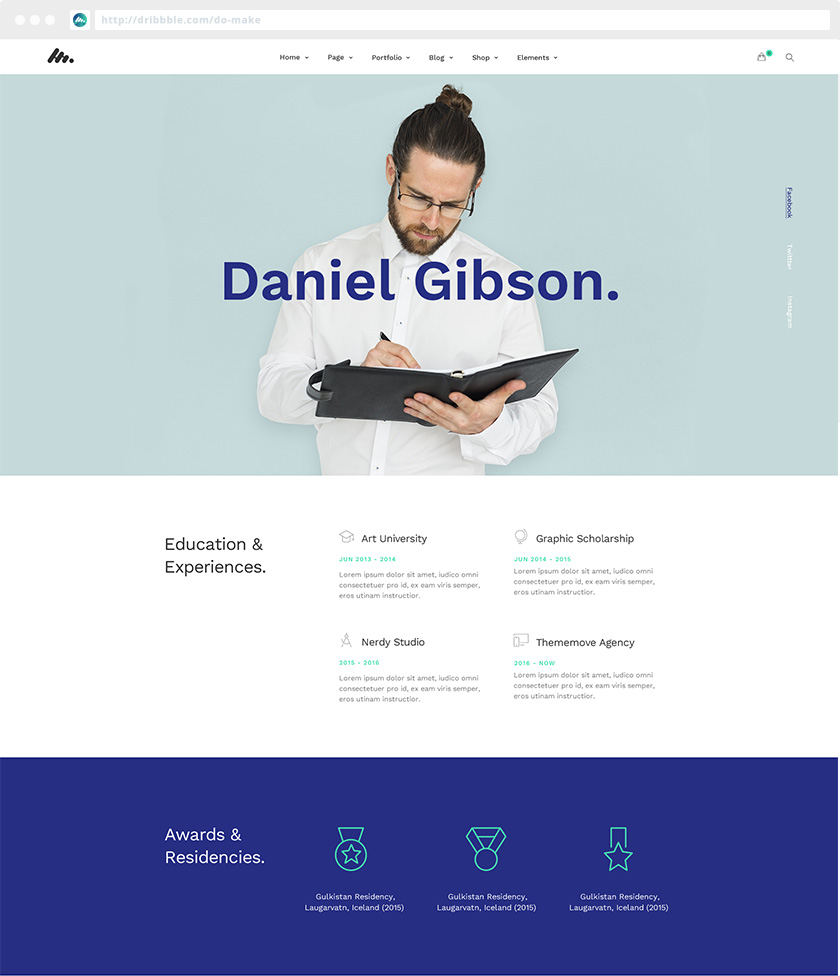 http://dribbble.com/do-make
Home Page Portfolio Blog Shop Elements
Facebook
Twitter
Instagram
Daniel Gibson.
Education &
Experiences.
Art University
JUN 2013 - 2014
Lorem ipsum dolor sit amet, iudico omni
consectetuer pro id, ex eam viris semper,
eros utinam instructior.
Graphic Scholarship
JUN 2014 - 2015
Lorem ipsum dolor sit amet, iudico omni
consectetuer pro id, ex eam viris semper,
eros utinam instructior.
Nerdy Studio
2015 - 2016
Lorem ipsum dolor sit amet, iudico omni
consectetuer pro id, ex eam viris semper,
eros utinam instructior.
Thememove Agency
2016 - NOW
Lorem ipsum dolor sit amet, iudico omni
consectetuer pro id, ex eam viris semper,
eros utinam instructior.
Awards &
Residencies.
Gulkistan Residency,
Laugarvatn, Iceland (2015)
Gulkistan Residency,
Laugarvatn, Iceland (2015)
Gulkistan Residency,
Laugarvatn, Iceland (2015)